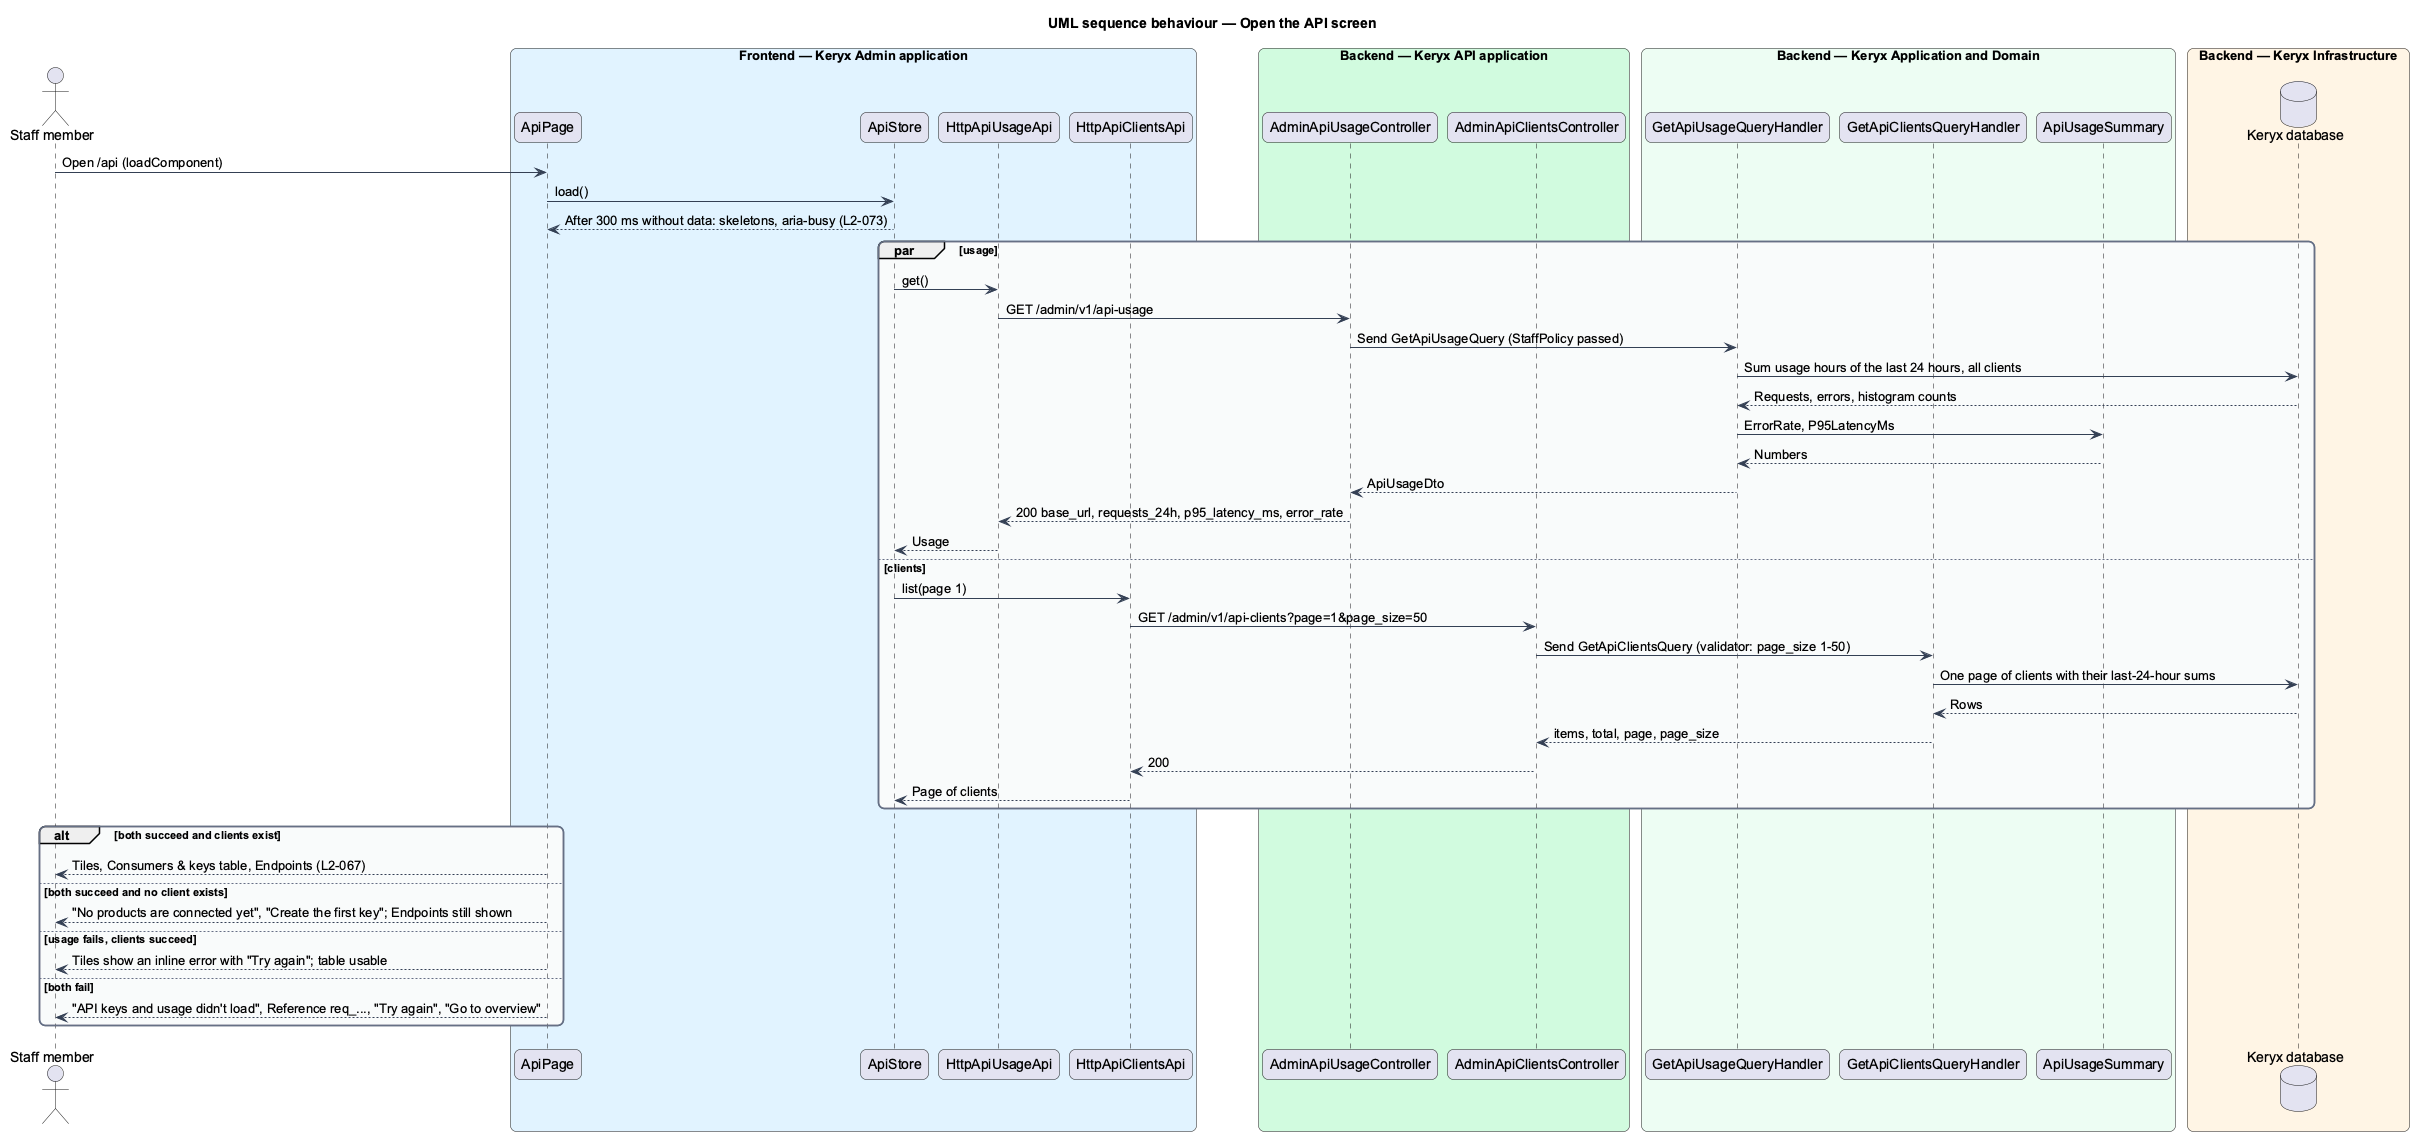 UML sequence behaviour — Open the API screen
Frontend — Keryx Admin application
Backend — Keryx API application
Backend — Keryx Application and Domain
Backend — Keryx Infrastructure
Staff member
ApiPage
ApiStore
HttpApiUsageApi
HttpApiClientsApi
AdminApiUsageController
AdminApiClientsController
GetApiUsageQueryHandler
GetApiClientsQueryHandler
ApiUsageSummary
Keryx database
Open /api (loadComponent)
load()
After 300 ms without data: skeletons, aria-busy (L2-073)
par [usage]
get()
GET /admin/v1/api-usage
Send GetApiUsageQuery (StaffPolicy passed)
Sum usage hours of the last 24 hours, all clients
Requests, errors, histogram counts
ErrorRate, P95LatencyMs
Numbers
ApiUsageDto
200 base_url, requests_24h, p95_latency_ms, error_rate
Usage
[clients]
list(page 1)
GET /admin/v1/api-clients?page=1&page_size=50
Send GetApiClientsQuery (validator: page_size 1-50)
One page of clients with their last-24-hour sums
Rows
items, total, page, page_size
200
Page of clients
alt [both succeed and clients exist]
Tiles, Consumers & keys table, Endpoints (L2-067)
[both succeed and no client exists]
"No products are connected yet", "Create the first key"; Endpoints still shown
[usage fails, clients succeed]
Tiles show an inline error with "Try again"; table usable
[both fail]
"API keys and usage didn't load", Reference req_..., "Try again", "Go to overview"
Staff member
ApiPage
ApiStore
HttpApiUsageApi
HttpApiClientsApi
AdminApiUsageController
AdminApiClientsController
GetApiUsageQueryHandler
GetApiClientsQueryHandler
ApiUsageSummary
Keryx database